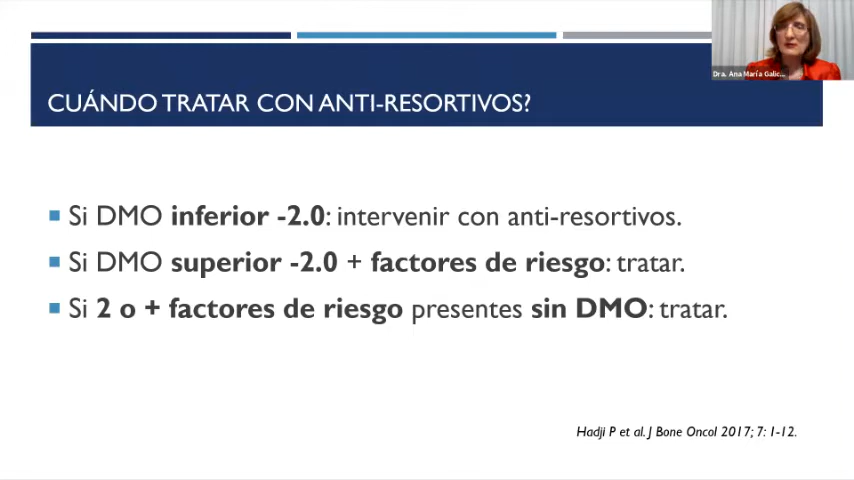 Dra. Ana María Galic...
CUÁNDO TRATAR CON ANTI-RESORTIVOS?
Si DMO inferior -2.0: intervenir con anti-resortivos.
Si DMO superior -2.0 + factores de riesgo: tratar.
Si 2 o + factores de riesgo presentes sin DMO: tratar.
Hadji P et al. J Bone Oncol 2017; 7: 1-12.